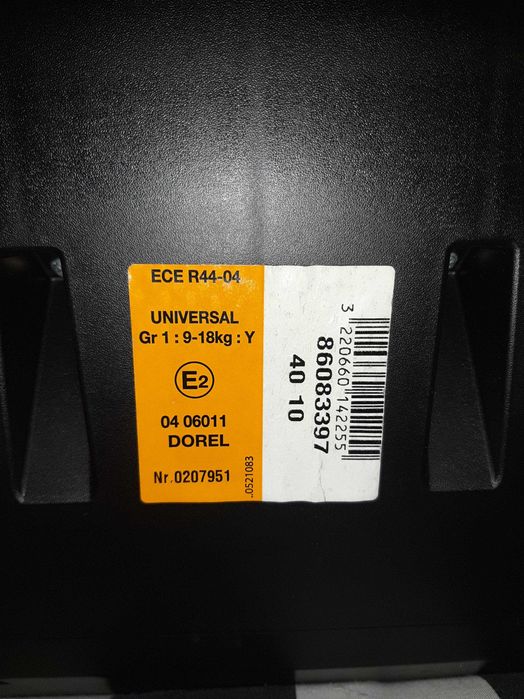 ECE R44-04
UNIVERSAL
Gr 1 : 9-18kg : Y
E2
04 06011
DOREL
Nr.0207951
..0521083
3 220660 142255
86083397
40 10